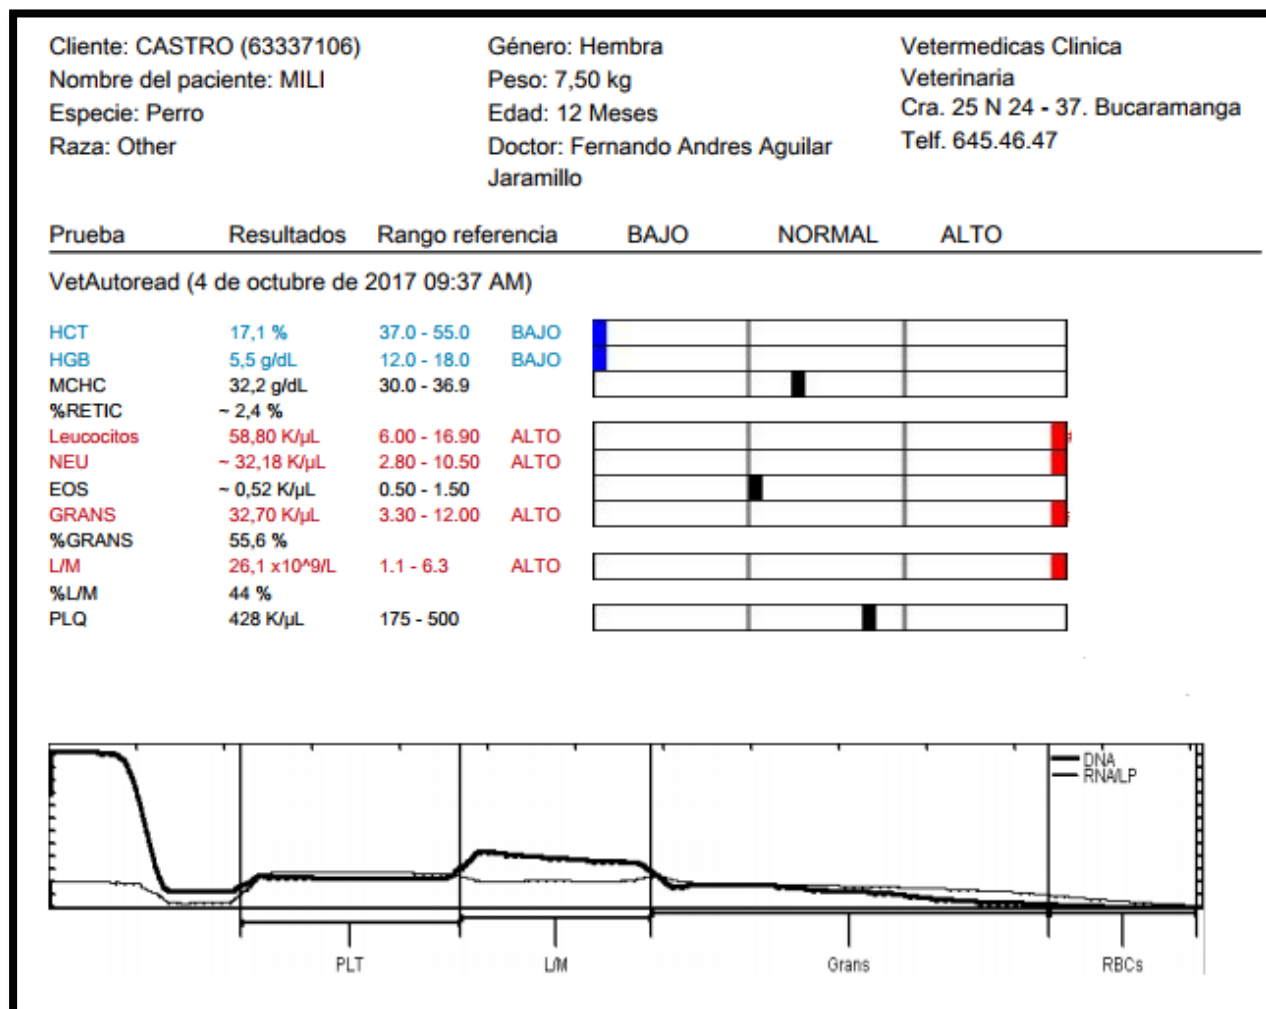 Cliente: CASTRO (63337106) Género: Hembra Vetermedicas Clinica
Nombre del paciente: MILI Peso: 7,50 kg Veterinaria
Especie: Perro Edad: 12 Meses Cra. 25 N 24 - 37. Bucaramanga
Raza: Other Doctor: Fernando Andres Aguilar Telf. 645.46.47
Jaramillo
Prueba Resultados Rango referencia BAJO NORMAL ALTO
VetAutoread (4 de octubre de 2017 09:37 AM)
HCT 17,1 % 37.0 - 55.0 BAJO
HGB 5,5 g/dL 12.0 - 18.0 BAJO
MCHC 32,2 g/dL 30.0 - 36.9
%RETIC ~ 2,4 %
Leucocitos 58,80 K/µL 6.00 - 16.90 ALTO
NEU ~ 32,18 K/µL 2.80 - 10.50 ALTO
EOS ~ 0,52 K/µL 0.50 - 1.50
GRANS 32,70 K/µL 3.30 - 12.00 ALTO
%GRANS 55,6 %
L/M 26,1 x10^9/L 1.1 - 6.3 ALTO
%L/M 44 %
PLQ 428 K/µL 175 - 500
DNA
RNA/LP
PLT L/M Grans RBCs